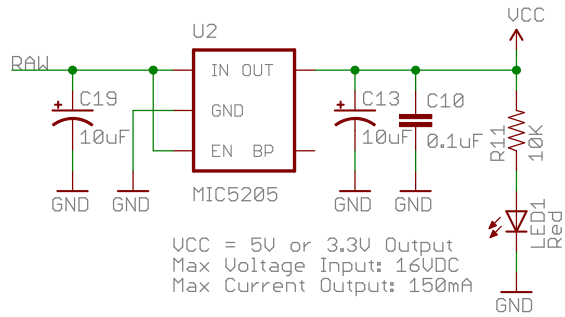 VCC
U2
RAW
IN OUT
C19
GND
C13
C10
10uF
EN BP
10uF
0.1uF
R11
10K
MIC5205
GND
GND
GND
GND
LED1
Red
VCC = 5V or 3.3V Output
Max Voltage Input: 16VDC
Max Current Output: 150mA
GND